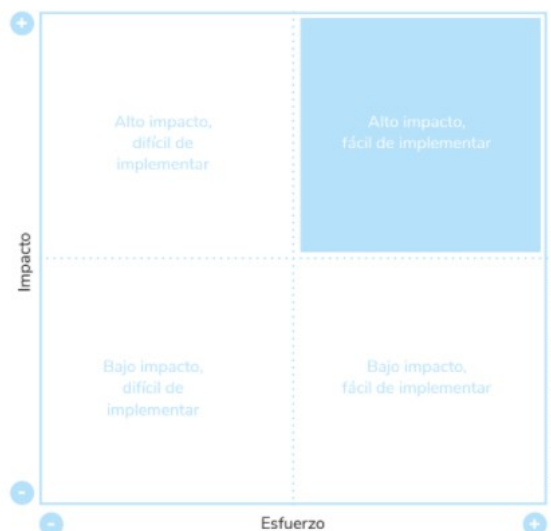 +
Alto impacto,
difícil de
implementar
Alto impacto,
fácil de implementar
Impacto
Bajo impacto,
difícil de
implementar
Bajo impacto,
fácil de implementar
-
-
Esfuerzo
+